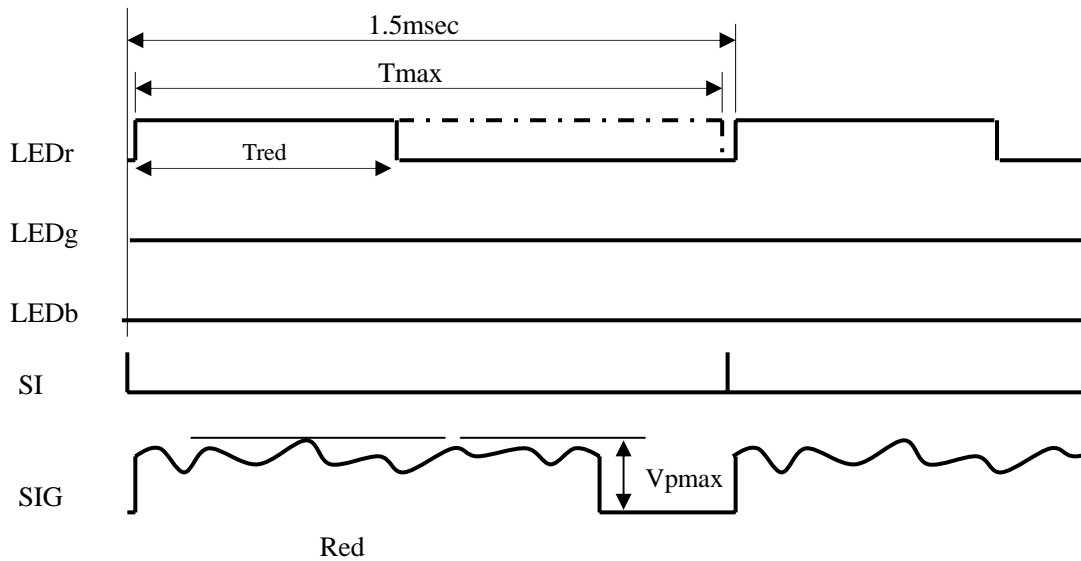 1.5msec
Tmax
LEDr
Tred
LEDg
LEDb
SI
SIG
Vpmax
Red